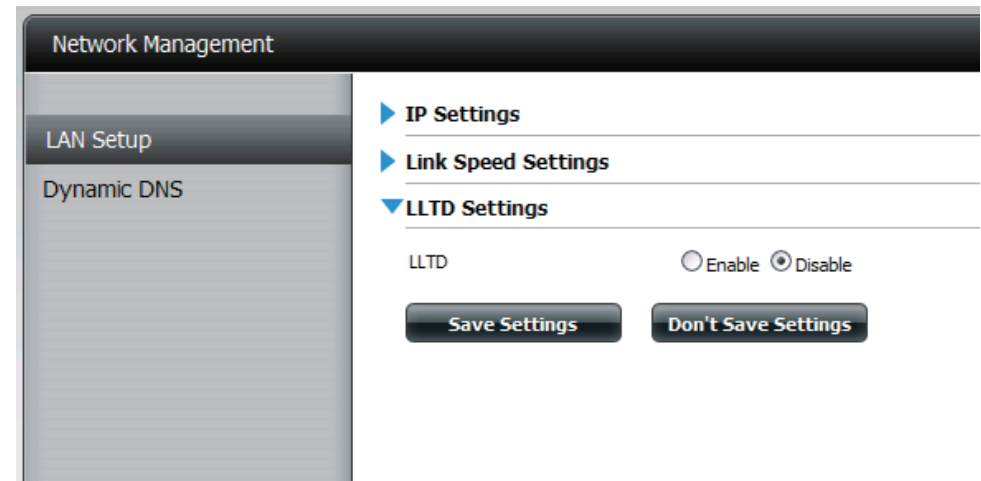 Network Management
LAN Setup
Dynamic DNS
IP Settings
Link Speed Settings
LLTD Settings
LLTD Enable Disable
Save Settings Don't Save Settings